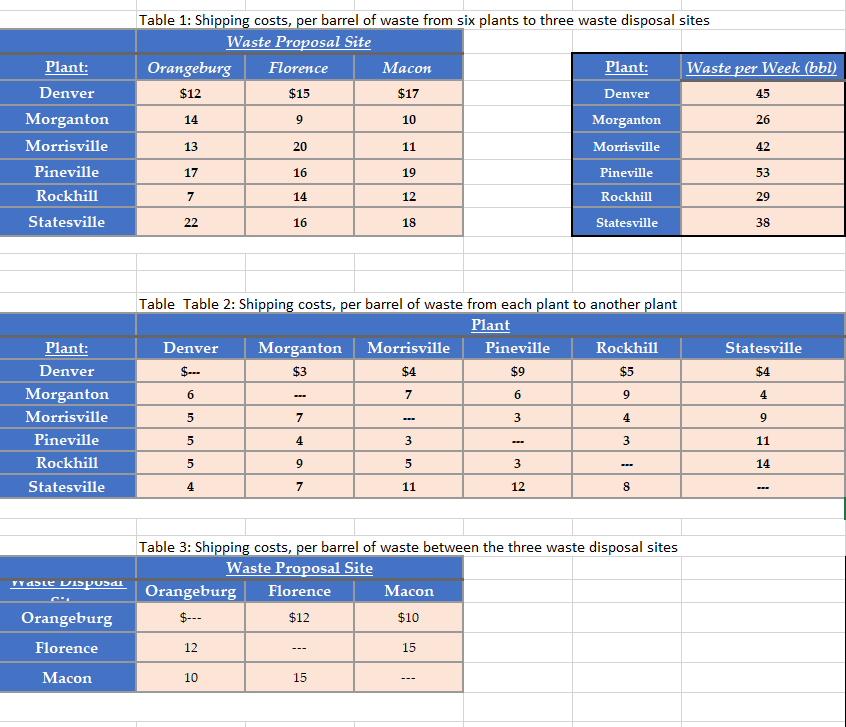 Table 1: Shipping costs, per barrel of waste from six plants to three waste disposal sites
Waste Proposal Site
Plant: Orangeburg Florence Macon Plant: Waste per Week (bbl)
Denver $12 $15 $17 Denver 45
Morganton 14 9 10 Morganton 26
Morrisville 13 20 11 Morrisville 42
Pineville 17 16 19 Pineville 53
Rockhill 7 14 12 Rockhill 29
Statesville 22 16 18 Statesville 38
Table Table 2: Shipping costs, per barrel of waste from each plant to another plant
Plant
Plant: Denver Morganton Morrisville Pineville Rockhill Statesville
Denver $--- $3 $4 $9 $5 $4
Morganton 6 --- 7 6 9 4
Morrisville 5 7 --- 3 4 9
Pineville 5 4 3 --- 3 11
Rockhill 5 9 5 3 --- 14
Statesville 4 7 11 12 8 ---
Table 3: Shipping costs, per barrel of waste between the three waste disposal sites
Waste Proposal Site
Waste Disposal Orangeburg Florence Macon
Orangeburg $--- $12 $10
Florence 12 --- 15
Macon 10 15 ---